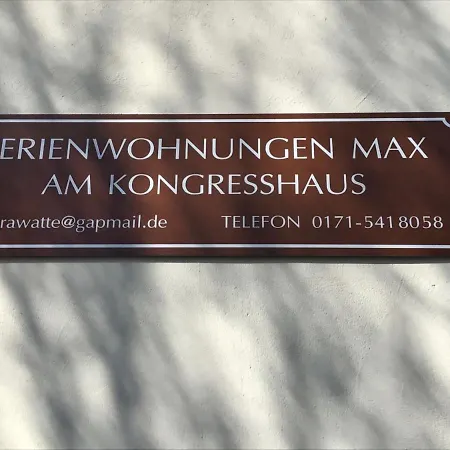 ERIENWOHNUNGEN MAX
AM KONGRESSHAUS
rawatte@gapmail.de TELEFON 0171-5418058